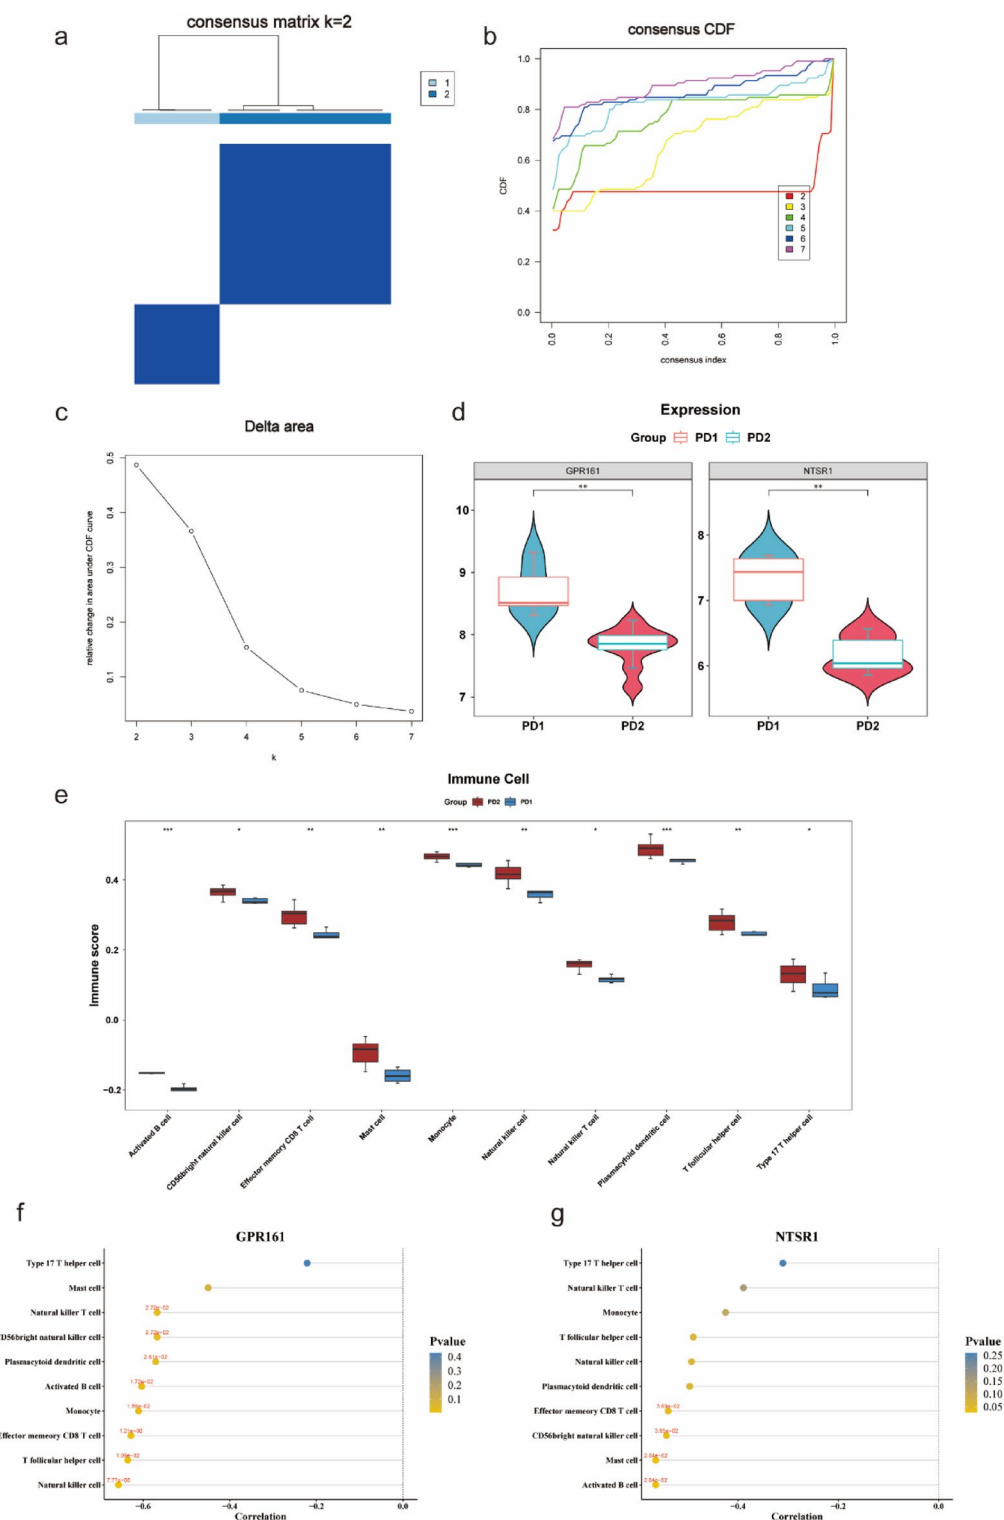 a
consensus matrix k=2
1
2
b
consensus CDF
CDF
1.0
0.8
0.6
0.4
0.2
0.0
2
3
4
5
6
7
0.0
0.2
0.4
0.6
0.8
1.0
consensus index
c
Delta area
relative change in area under CDF curve
0.5
0.4
0.3
0.2
0.1
2
3
4
5
6
7
k
d
Expression
Group PD1 PD2
GPR161
NTSR1
**
**
10
9
8
7
8
7
6
PD1
PD2
PD1
PD2
e
Immune Cell
Group PD2 PD1
*** * ** ** *** ** * *** ** *
Immune score
0.4
0.2
0.0
−0.2
Activated B cell
CD56bright natural killer cell
Effector memory CD8 T cell
Mast cell
Monocyte
Natural killer cell
Natural killer T cell
Plasmacytoid dendritic cell
T follicular helper cell
Type 17 T helper cell
f
GPR161
Type 17 T helper cell
Mast cell
Natural killer T cell
CD56bright natural killer cell
Plasmacytoid dendritic cell
Activated B cell
Monocyte
Effector memeory CD8 T cell
T follicular helper cell
Natural killer cell
−0.6
−0.4
−0.2
0.0
Correlation
Pvalue
0.4
0.3
0.2
0.1
g
NTSR1
Type 17 T helper cell
Natural killer T cell
Monocyte
T follicular helper cell
Natural killer cell
Plasmacytoid dendritic cell
Effector memeory CD8 T cell
CD56bright natural killer cell
Mast cell
Activated B cell
−0.4
−0.2
0.0
Correlation
Pvalue
0.25
0.20
0.15
0.10
0.05